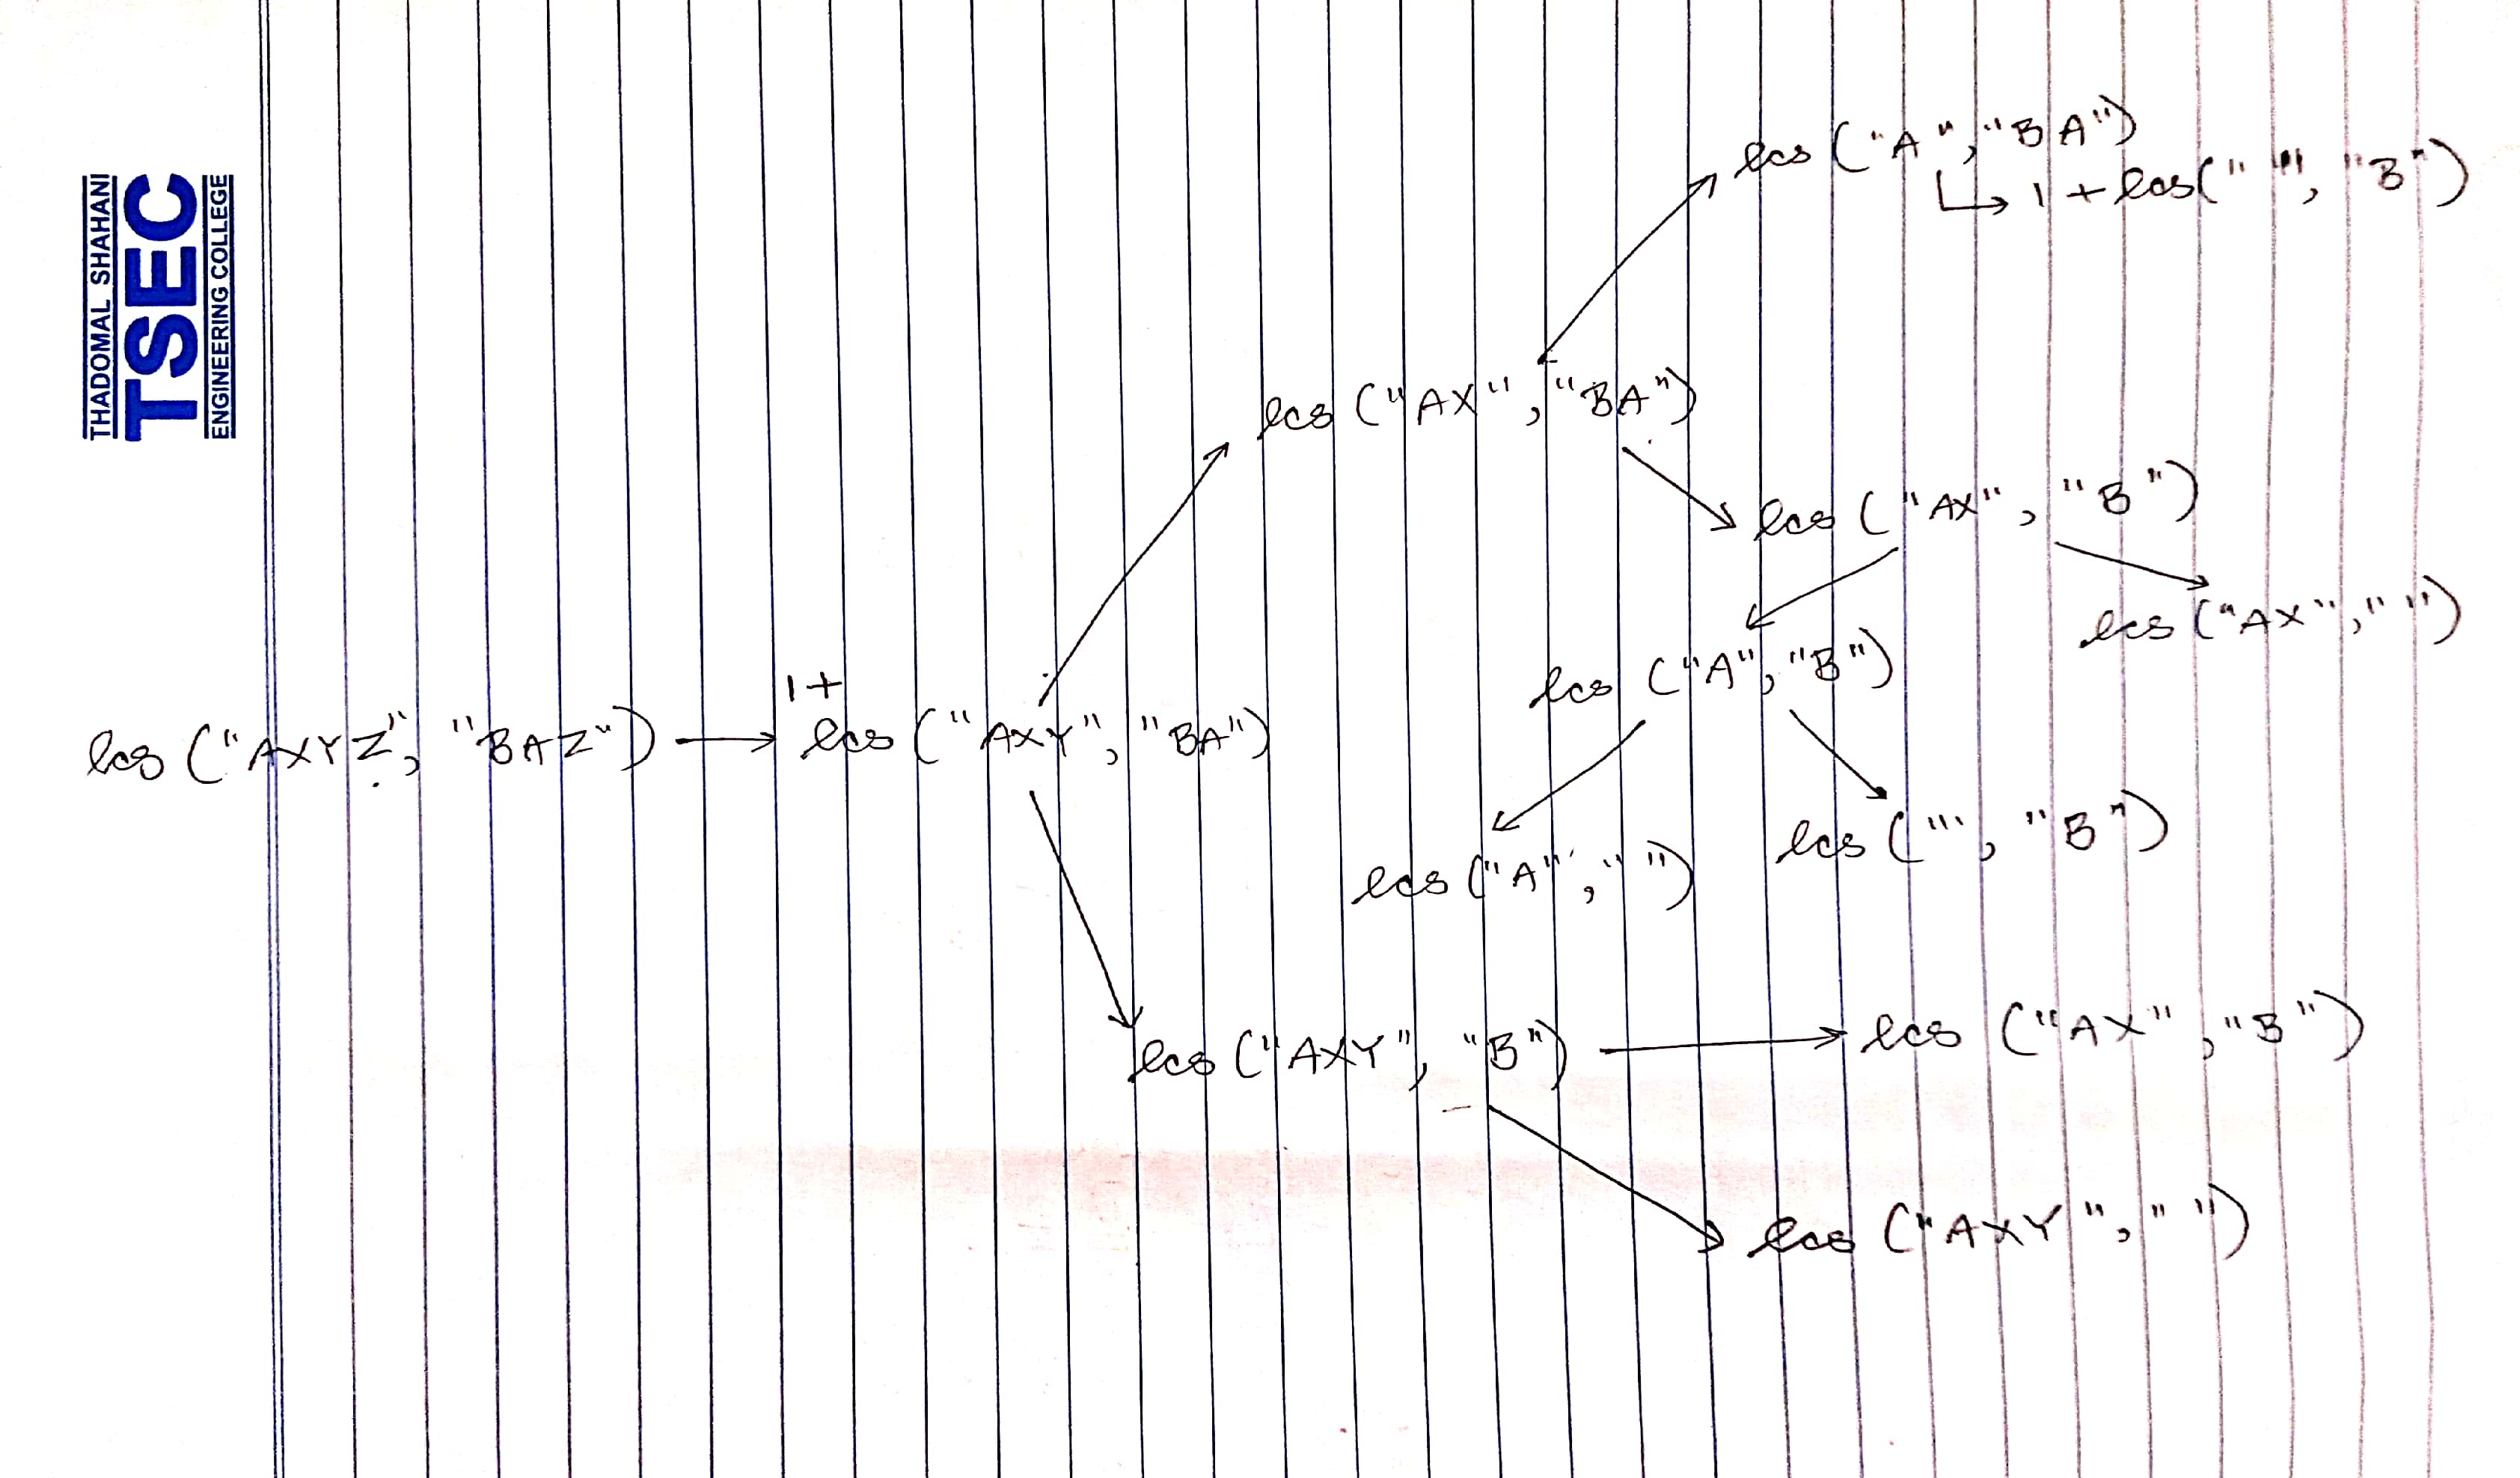 THADOMAL SHAHANI
TSEC
ENGINEERING COLLEGE
lcs ("A", "BA")
1 + lcs(" ", "B")
lcs ("AX", "BA")
lcs ("AX", "B")
lcs ("AX", " ")
lcs ("A", "B")
1+
lcs ("AXYZ", "BAZ") → lcs ("AXY", "BA")
lcs ("", "B")
lcs ("A", " ")
lcs ("AXY", "B") → lcs ("AX", "B")
lcs ("AXY", " ")